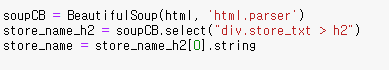 soupCB = BeautifulSoup(html, 'html.parser')
store_name_h2 = soupCB.select("div.store_txt > h2")
store_name = store_name_h2[0].string